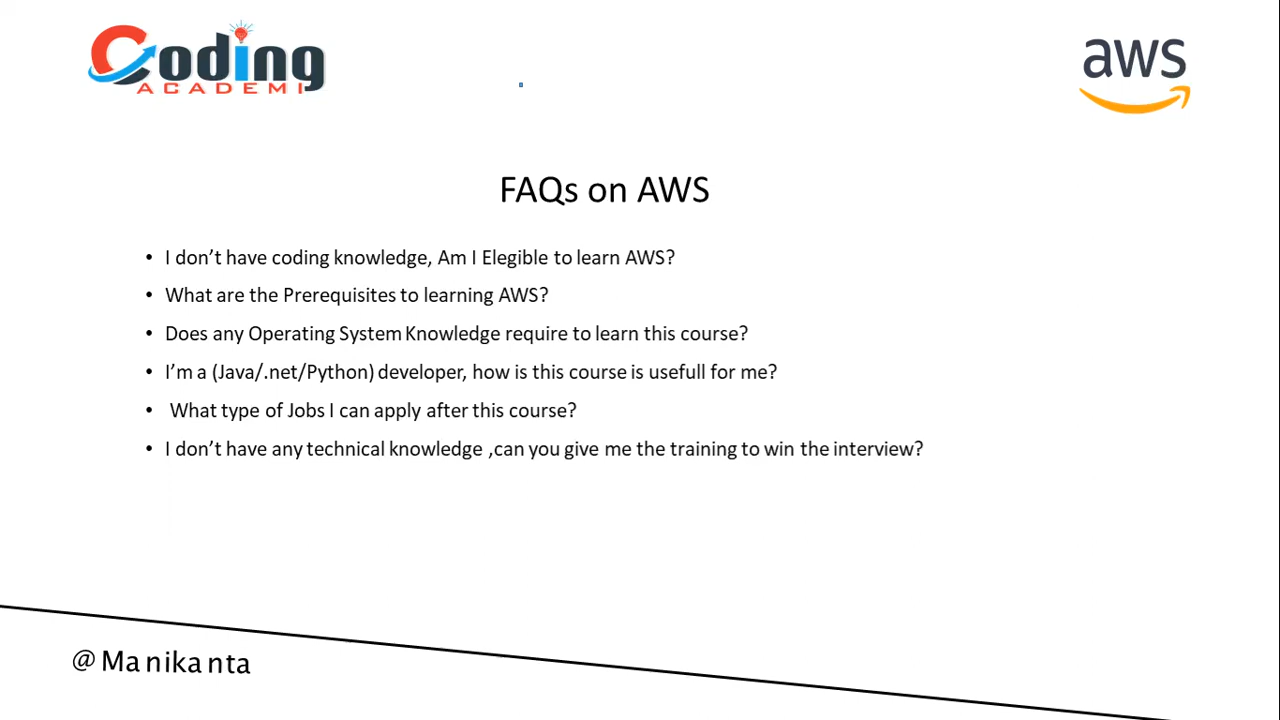 Coding
ACADEMI
aws
FAQs on AWS
• I don’t have coding knowledge, Am I Elegible to learn AWS?
• What are the Prerequisites to learning AWS?
• Does any Operating System Knowledge require to learn this course?
• I’m a (Java/.net/Python) developer, how is this course is usefull for me?
• What type of Jobs I can apply after this course?
• I don’t have any technical knowledge ,can you give me the training to win the interview?
@Manikanta